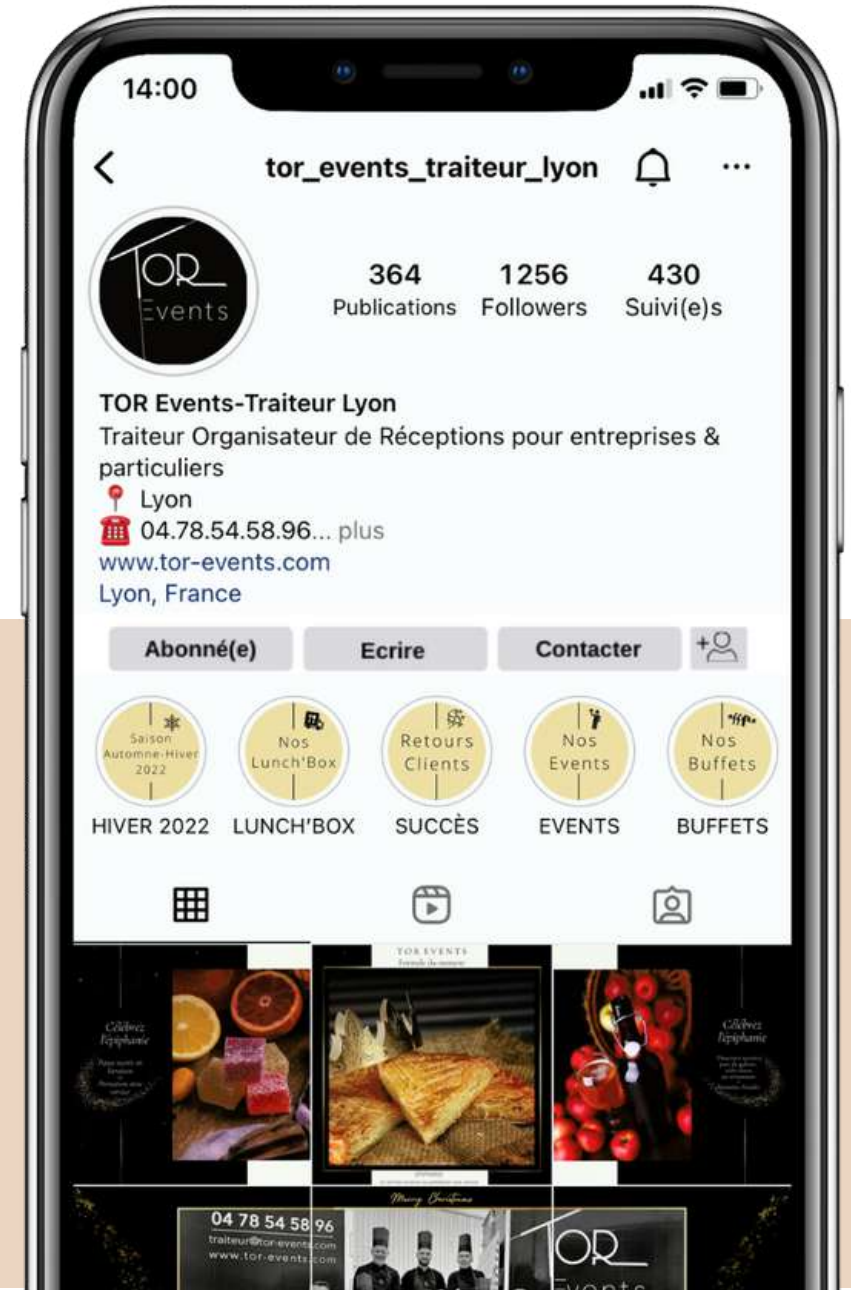 14:00
tor_events_traiteur_lyon
TOR
Events
364
1256
430
Publications
Followers
Suivi(e)s
TOR Events-Traiteur Lyon
Traiteur Organisateur de Réceptions pour entreprises &
particuliers
Lyon
04.78.54.58.96... plus
www.tor-events.com
Lyon, France
Abonné(e)
Ecrire
Contacter
Saison
Automne-Hiver
2022
Nos
Lunch'Box
Retours
Clients
Nos
Events
Nos
Buffets
HIVER 2022
LUNCH'BOX
SUCCÈS
EVENTS
BUFFETS
TOR EVENTS
Formule du moment
Célébrez
l'épiphanie
Célébrez
l'épiphanie
Merry Christmas
04 78 54 58 96
traiteur@tor-events.com
www.tor-events.com
TOR
Events